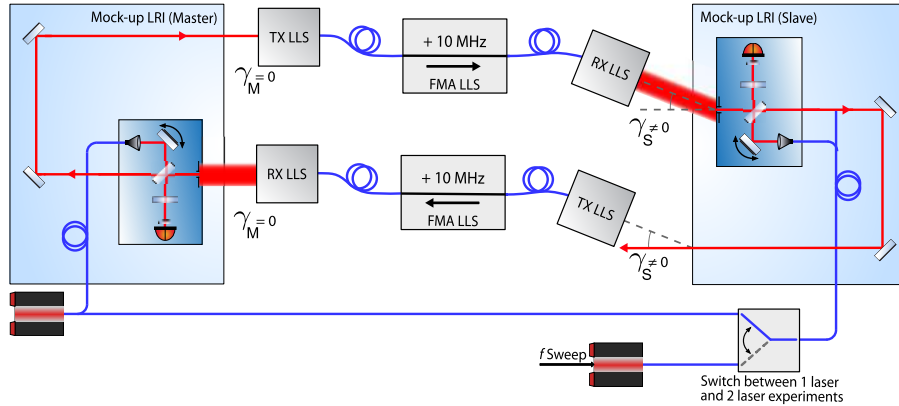 Mock-up LRI (Master)
TX LLS
γM = 0
+ 10 MHz
FMA LLS
RX LLS
γS ≠ 0
Mock-up LRI (Slave)
RX LLS
γM = 0
+ 10 MHz
FMA LLS
TX LLS
γS ≠ 0
f Sweep
Switch between 1 laser
and 2 laser experiments